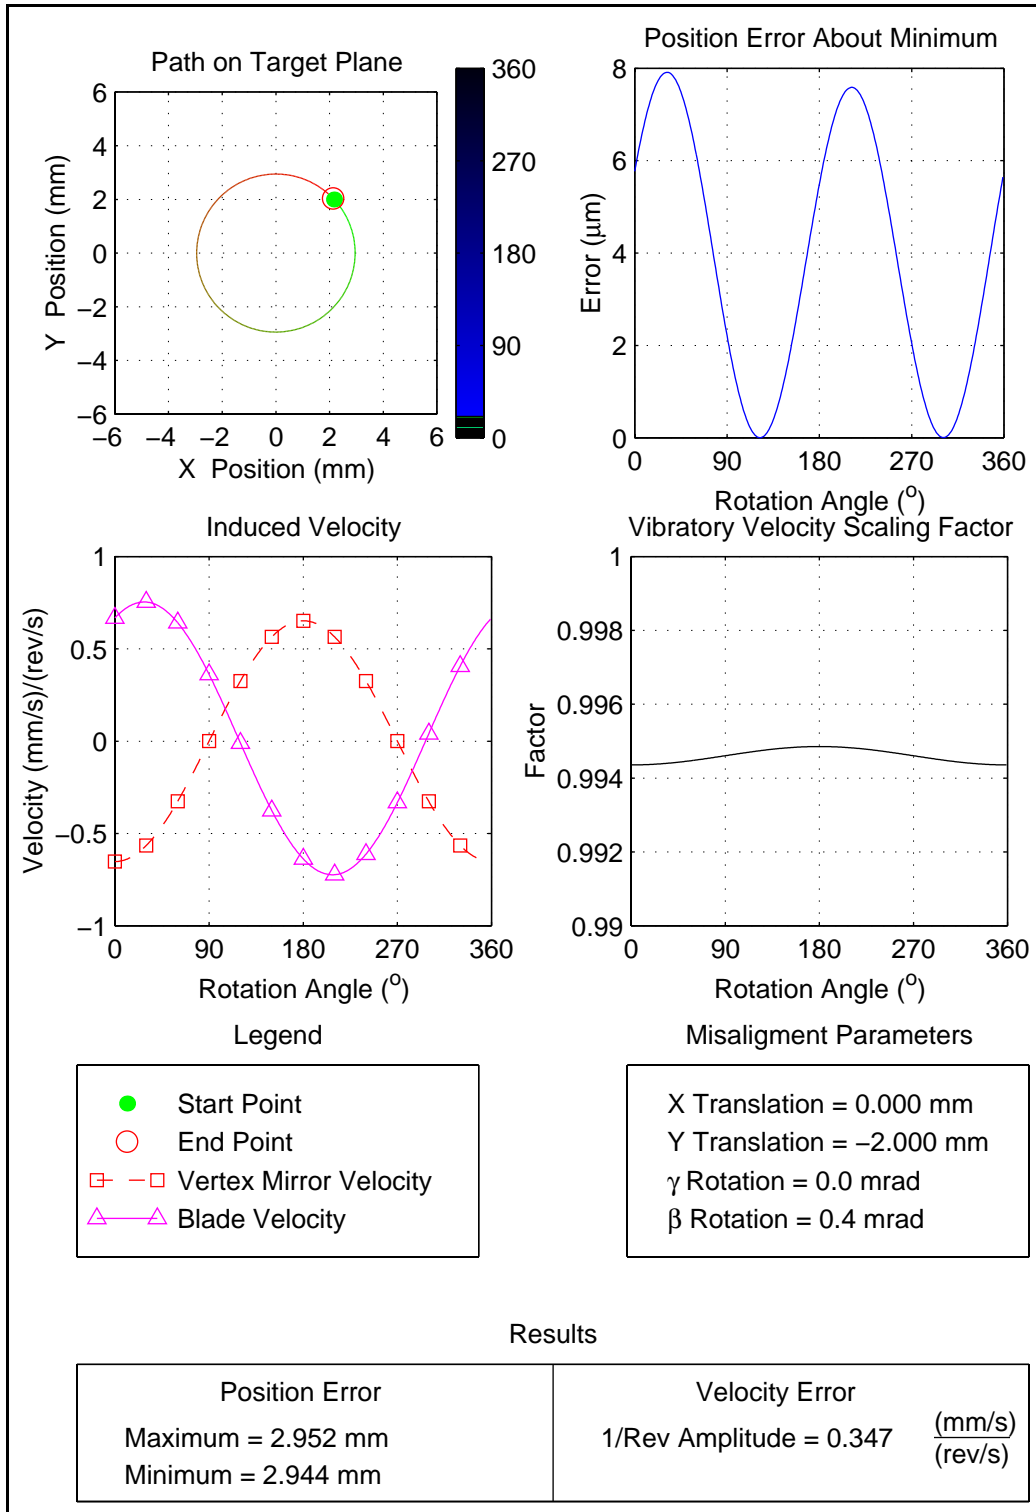 Path on Target Plane
6
4
2
0
−2
−4
−6
−6 −4 −2 0 2 4 6
X Position (mm)
Y Position (mm)
360
270
180
90
0
Position Error About Minimum
8
6
4
2
0
0 90 180 270 360
Error (μm)
Rotation Angle (o)
Induced Velocity
1
0.5
0
−0.5
−1
0 90 180 270 360
Velocity (mm/s)/(rev/s)
Rotation Angle (o)
Vibratory Velocity Scaling Factor
1
0.998
0.996
0.994
0.992
0.99
0 90 180 270 360
Factor
Rotation Angle (o)
Legend
Start Point
End Point
Vertex Mirror Velocity
Blade Velocity
Misaligment Parameters
X Translation = 0.000 mm
Y Translation = −2.000 mm
γ Rotation = 0.0 mrad
β Rotation = 0.4 mrad
Results
Position Error
Maximum = 2.952 mm
Minimum = 2.944 mm
Velocity Error
1/Rev Amplitude = 0.347 (mm/s)
(rev/s)